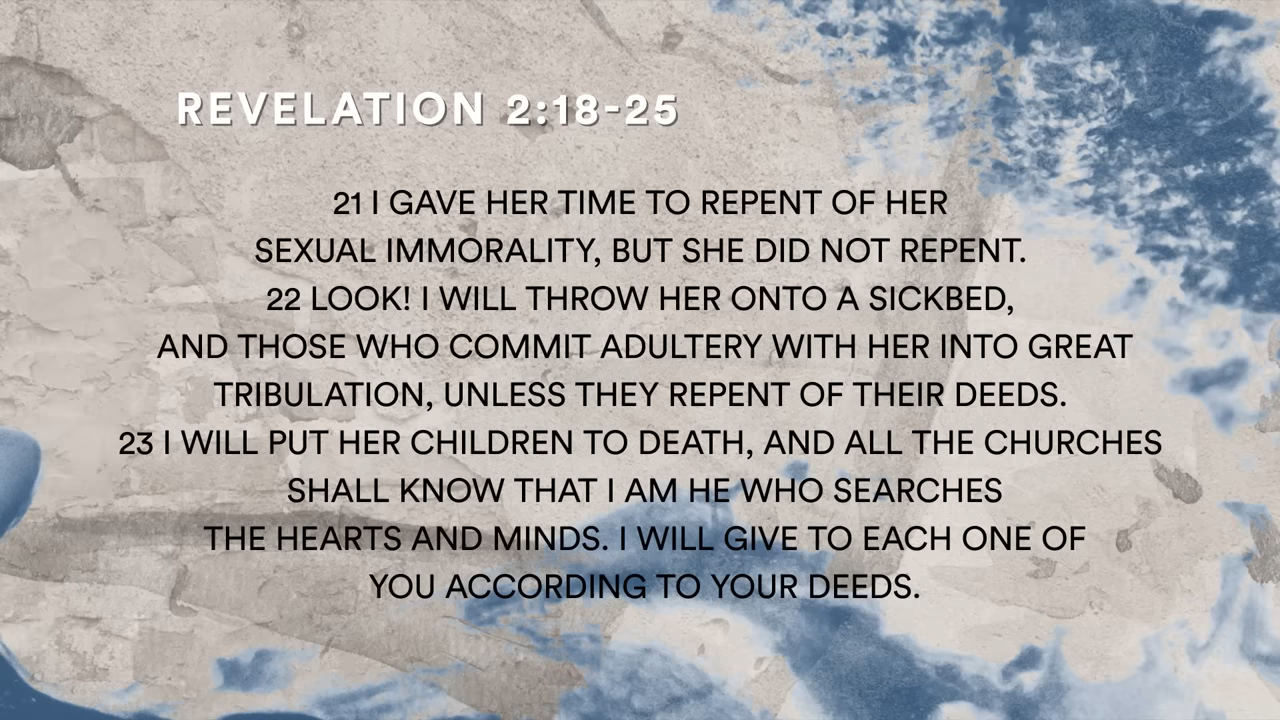 REVELATION 2:18-25
21 I GAVE HER TIME TO REPENT OF HER
SEXUAL IMMORALITY, BUT SHE DID NOT REPENT.
22 LOOK! I WILL THROW HER ONTO A SICKBED,
AND THOSE WHO COMMIT ADULTERY WITH HER INTO GREAT
TRIBULATION, UNLESS THEY REPENT OF THEIR DEEDS.
23 I WILL PUT HER CHILDREN TO DEATH, AND ALL THE CHURCHES
SHALL KNOW THAT I AM HE WHO SEARCHES
THE HEARTS AND MINDS. I WILL GIVE TO EACH ONE OF
YOU ACCORDING TO YOUR DEEDS.